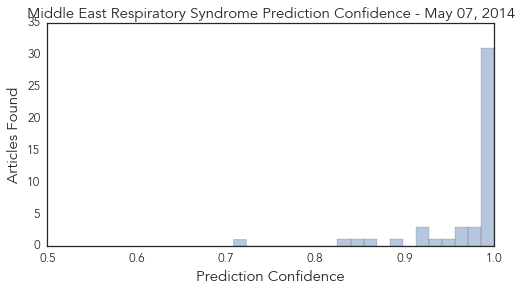 Middle East Respiratory Syndrome Prediction Confidence - May 07, 2014
35
30
25
20
15
10
5
0
Articles Found
0.5 0.6 0.7 0.8 0.9 1.0
Prediction Confidence